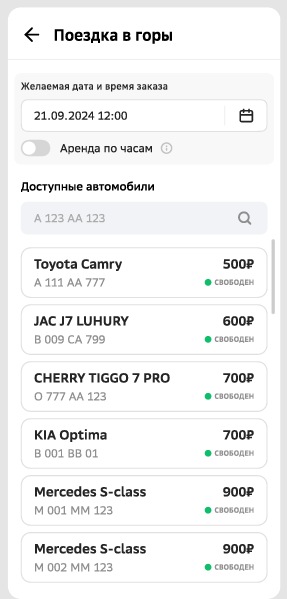 Поездка в горы
Желаемая дата и время заказа
21.09.2024 12:00
Аренда по часам
Доступные автомобили
А 123 АА 123
Toyota Camry 500₽
А 111 АА 777 СВОБОДЕН
JAC J7 LUHURY 600₽
В 009 СА 799 СВОБОДЕН
CHERRY TIGGO 7 PRO 700₽
О 777 АА 123 СВОБОДЕН
KIA Optima 700₽
В 001 ВВ 01 СВОБОДЕН
Mercedes S-class 900₽
М 001 ММ 123 СВОБОДЕН
Mercedes S-class 900₽
М 002 ММ 123 СВОБОДЕН